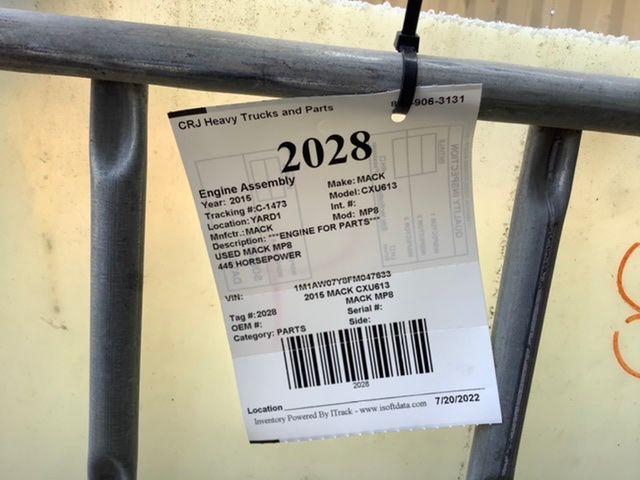 CRJ Heavy Trucks and Parts
-906-3131
2028
Engine Assembly
Year: 2015
Make: MACK
Tracking #:C-1473
Model: CXU613
Location: YARD1
Int. #:
Mnfctr.: MACK
Mod: MP8
Description: ***ENGINE FOR PARTS***
USED MACK MP8
445 HORSEPOWER
VIN: 1M1AW07Y8FM047633
2015 MACK CXU613
MACK MP8
Tag #: 2028
Serial #:
OEM #:
Side:
Category: PARTS
2028
Location
7/20/2022
Inventory Powered By ITrack - www.isoftdata.com
QUALITY INSPECTION